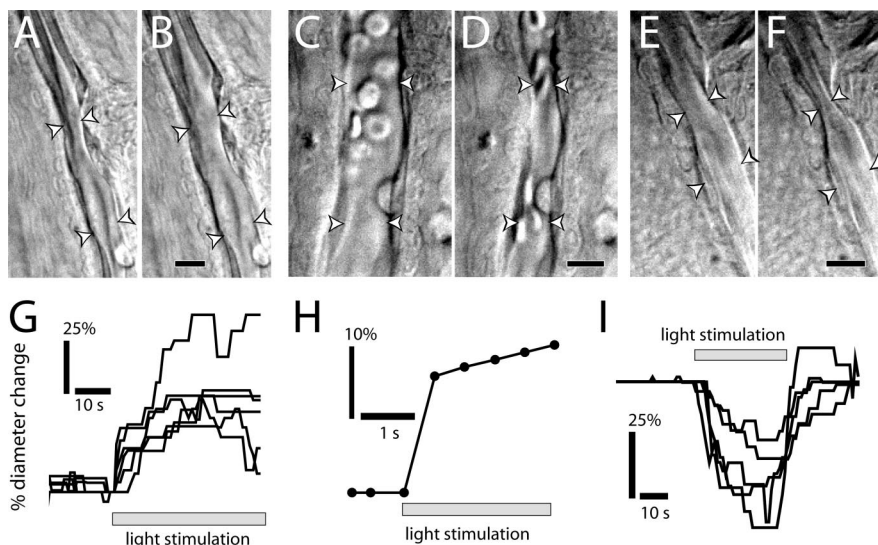 A B C D E F
G H I
25%
10 s
% diameter change
light stimulation
10%
1 s
light stimulation
light stimulation
25%
10 s